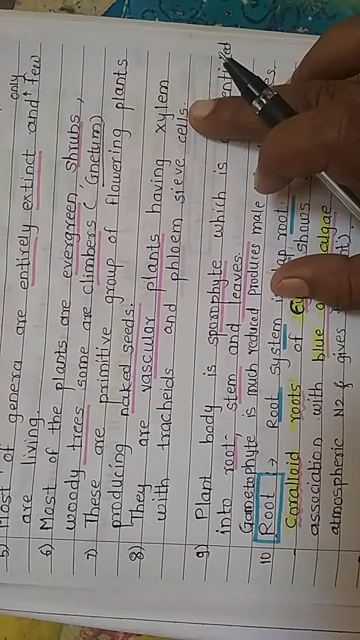 5) Most of genera are entirely extinct and only few
are living.
6) Most of the plants are evergreen shrubs,
woody trees some are climbers (Gnetum)
7) These are primitive group of flowering plants
producing naked seeds.
8) They are vascular plants having xylem
with tracheids and phloem sieve cells.
9) Plant body is sporophyte which is
into root stem and leaves.
Gametophyte is much reduced produces male
10) Root → Root system is root.
Coralloid roots of shows
association with blue
atmospheric N2 & gives